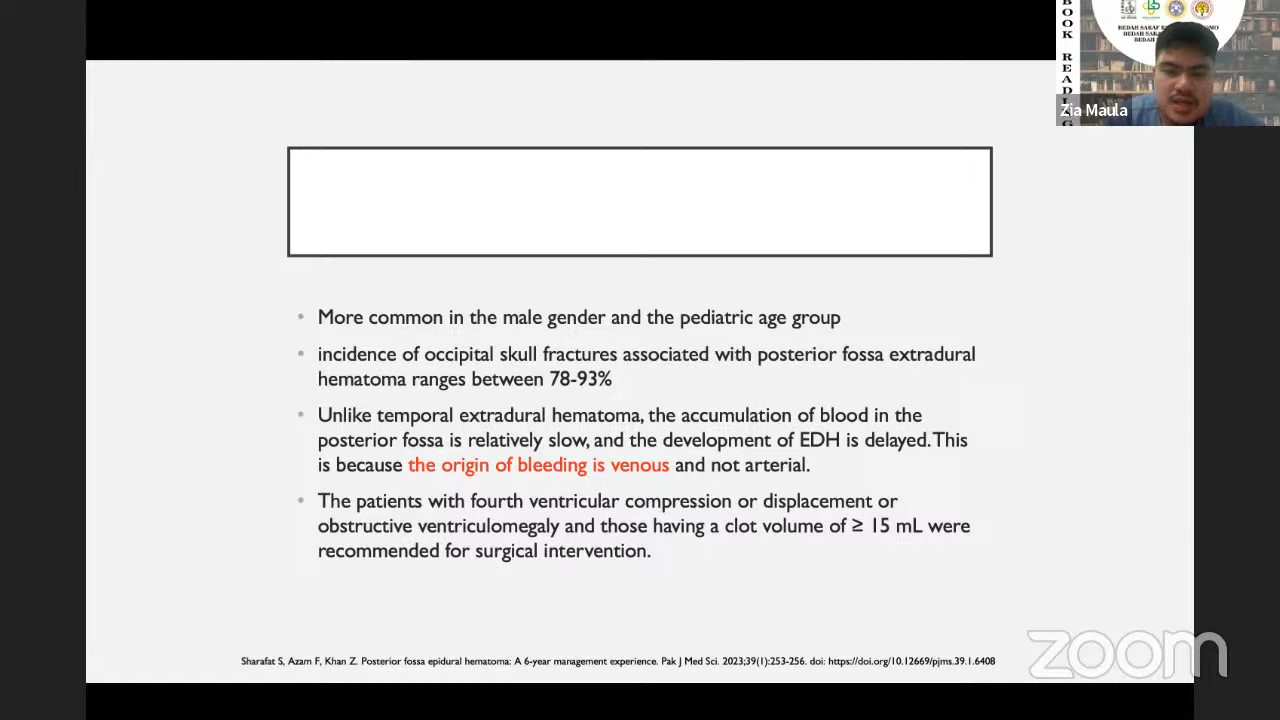 BOOK READING
BEDAH SARAF
Zia Maula
• More common in the male gender and the pediatric age group
• incidence of occipital skull fractures associated with posterior fossa extradural
hematoma ranges between 78-93%
• Unlike temporal extradural hematoma, the accumulation of blood in the
posterior fossa is relatively slow, and the development of EDH is delayed. This
is because the origin of bleeding is venous and not arterial.
• The patients with fourth ventricular compression or displacement or
obstructive ventriculomegaly and those having a clot volume of ≥ 15 mL were
recommended for surgical intervention.
zoom
Sharafat S, Azam F, Khan Z. Posterior fossa epidural hematoma: A 6-year management experience. Pak J Med Sci. 2023;39(1):253-256. doi: https://doi.org/10.12669/pjms.39.1.6408